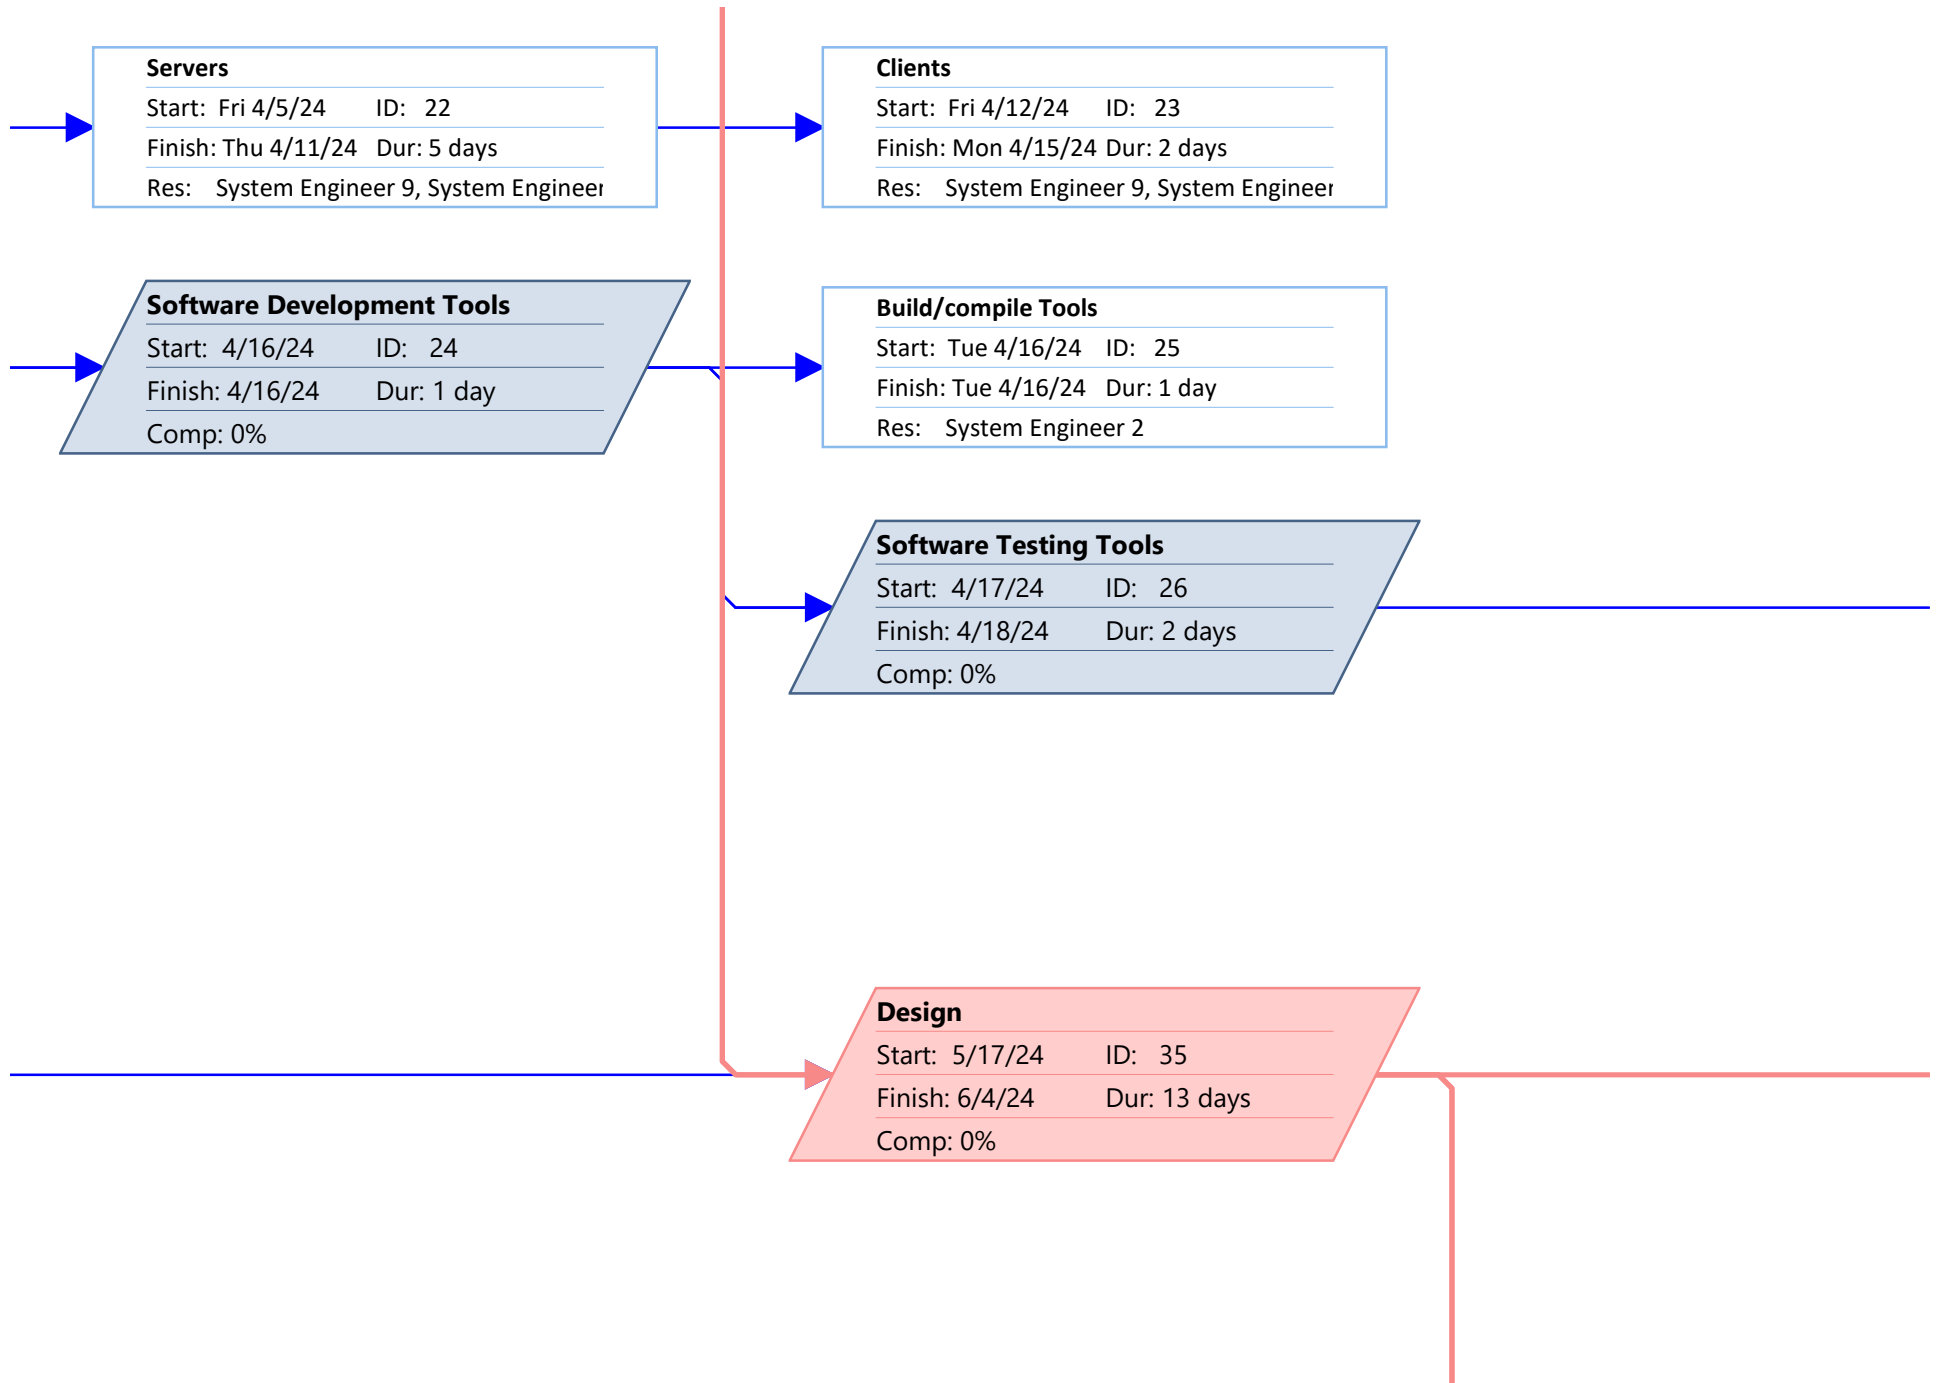 Servers
Start: Fri 4/5/24 ID: 22
Finish: Thu 4/11/24 Dur: 5 days
Res: System Engineer 9, System Engineer
Clients
Start: Fri 4/12/24 ID: 23
Finish: Mon 4/15/24 Dur: 2 days
Res: System Engineer 9, System Engineer
Software Development Tools
Start: 4/16/24 ID: 24
Finish: 4/16/24 Dur: 1 day
Comp: 0%
Build/compile Tools
Start: Tue 4/16/24 ID: 25
Finish: Tue 4/16/24 Dur: 1 day
Res: System Engineer 2
Software Testing Tools
Start: 4/17/24 ID: 26
Finish: 4/18/24 Dur: 2 days
Comp: 0%
Design
Start: 5/17/24 ID: 35
Finish: 6/4/24 Dur: 13 days
Comp: 0%